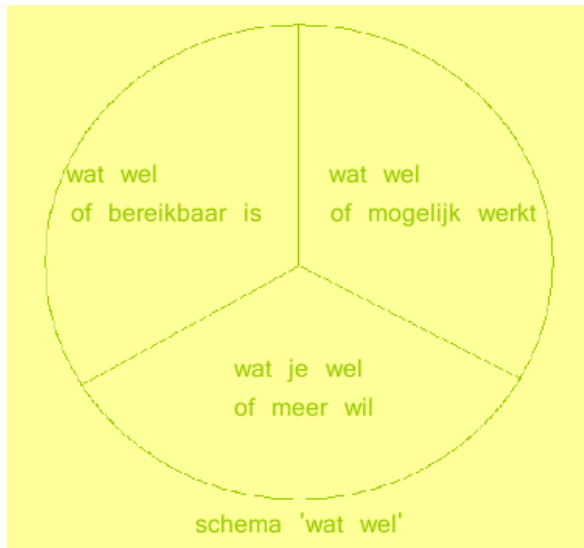 wat wel
of bereikbaar is
wat wel
of mogelijk werkt
wat je wel
of meer wil
schema 'wat wel'